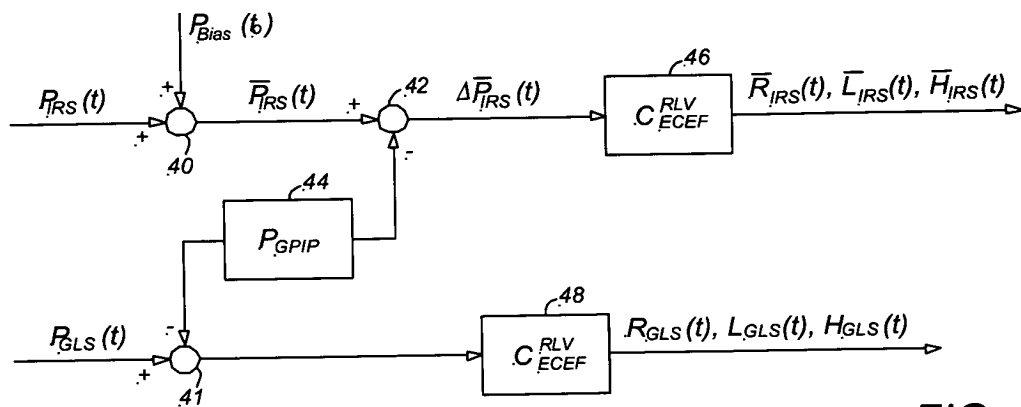 P_Bias (t₀)
46
P_IRS (t)
+
P̅_IRS (t)
+
42
ΔP̅_IRS (t)
C_ECEF^RLV
R̅_IRS (t), L̅_IRS (t), H̅_IRS (t)
+
40
-
44
P_GPIP
48
-
P_GLS (t)
+
41
C_ECEF^RLV
R_GLS (t), L_GLS (t), H_GLS (t)